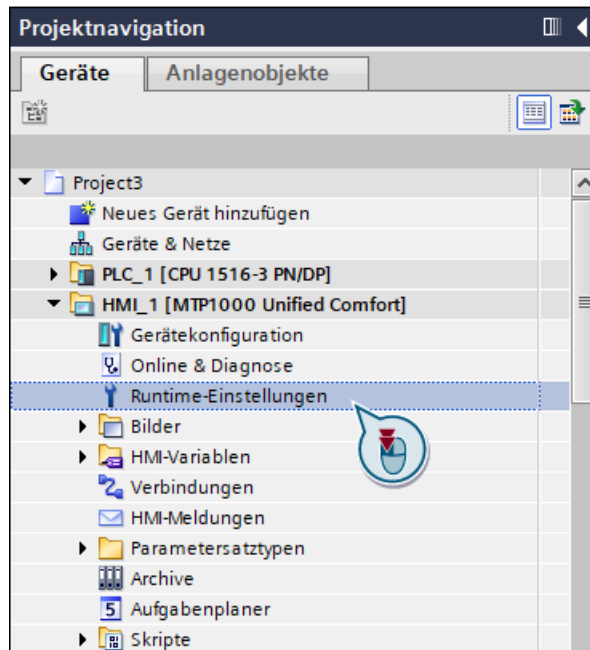 Projektnavigation
Geräte Anlagenobjekte
Project3
Neues Gerät hinzufügen
Geräte & Netze
PLC_1 [CPU 1516-3 PN/DP]
HMI_1 [MTP1000 Unified Comfort]
Gerätekonfiguration
Online & Diagnose
Runtime-Einstellungen
Bilder
HMI-Variablen
Verbindungen
HMI-Meldungen
Parametersatztypen
Archive
5 Aufgabenplaner
Skripte